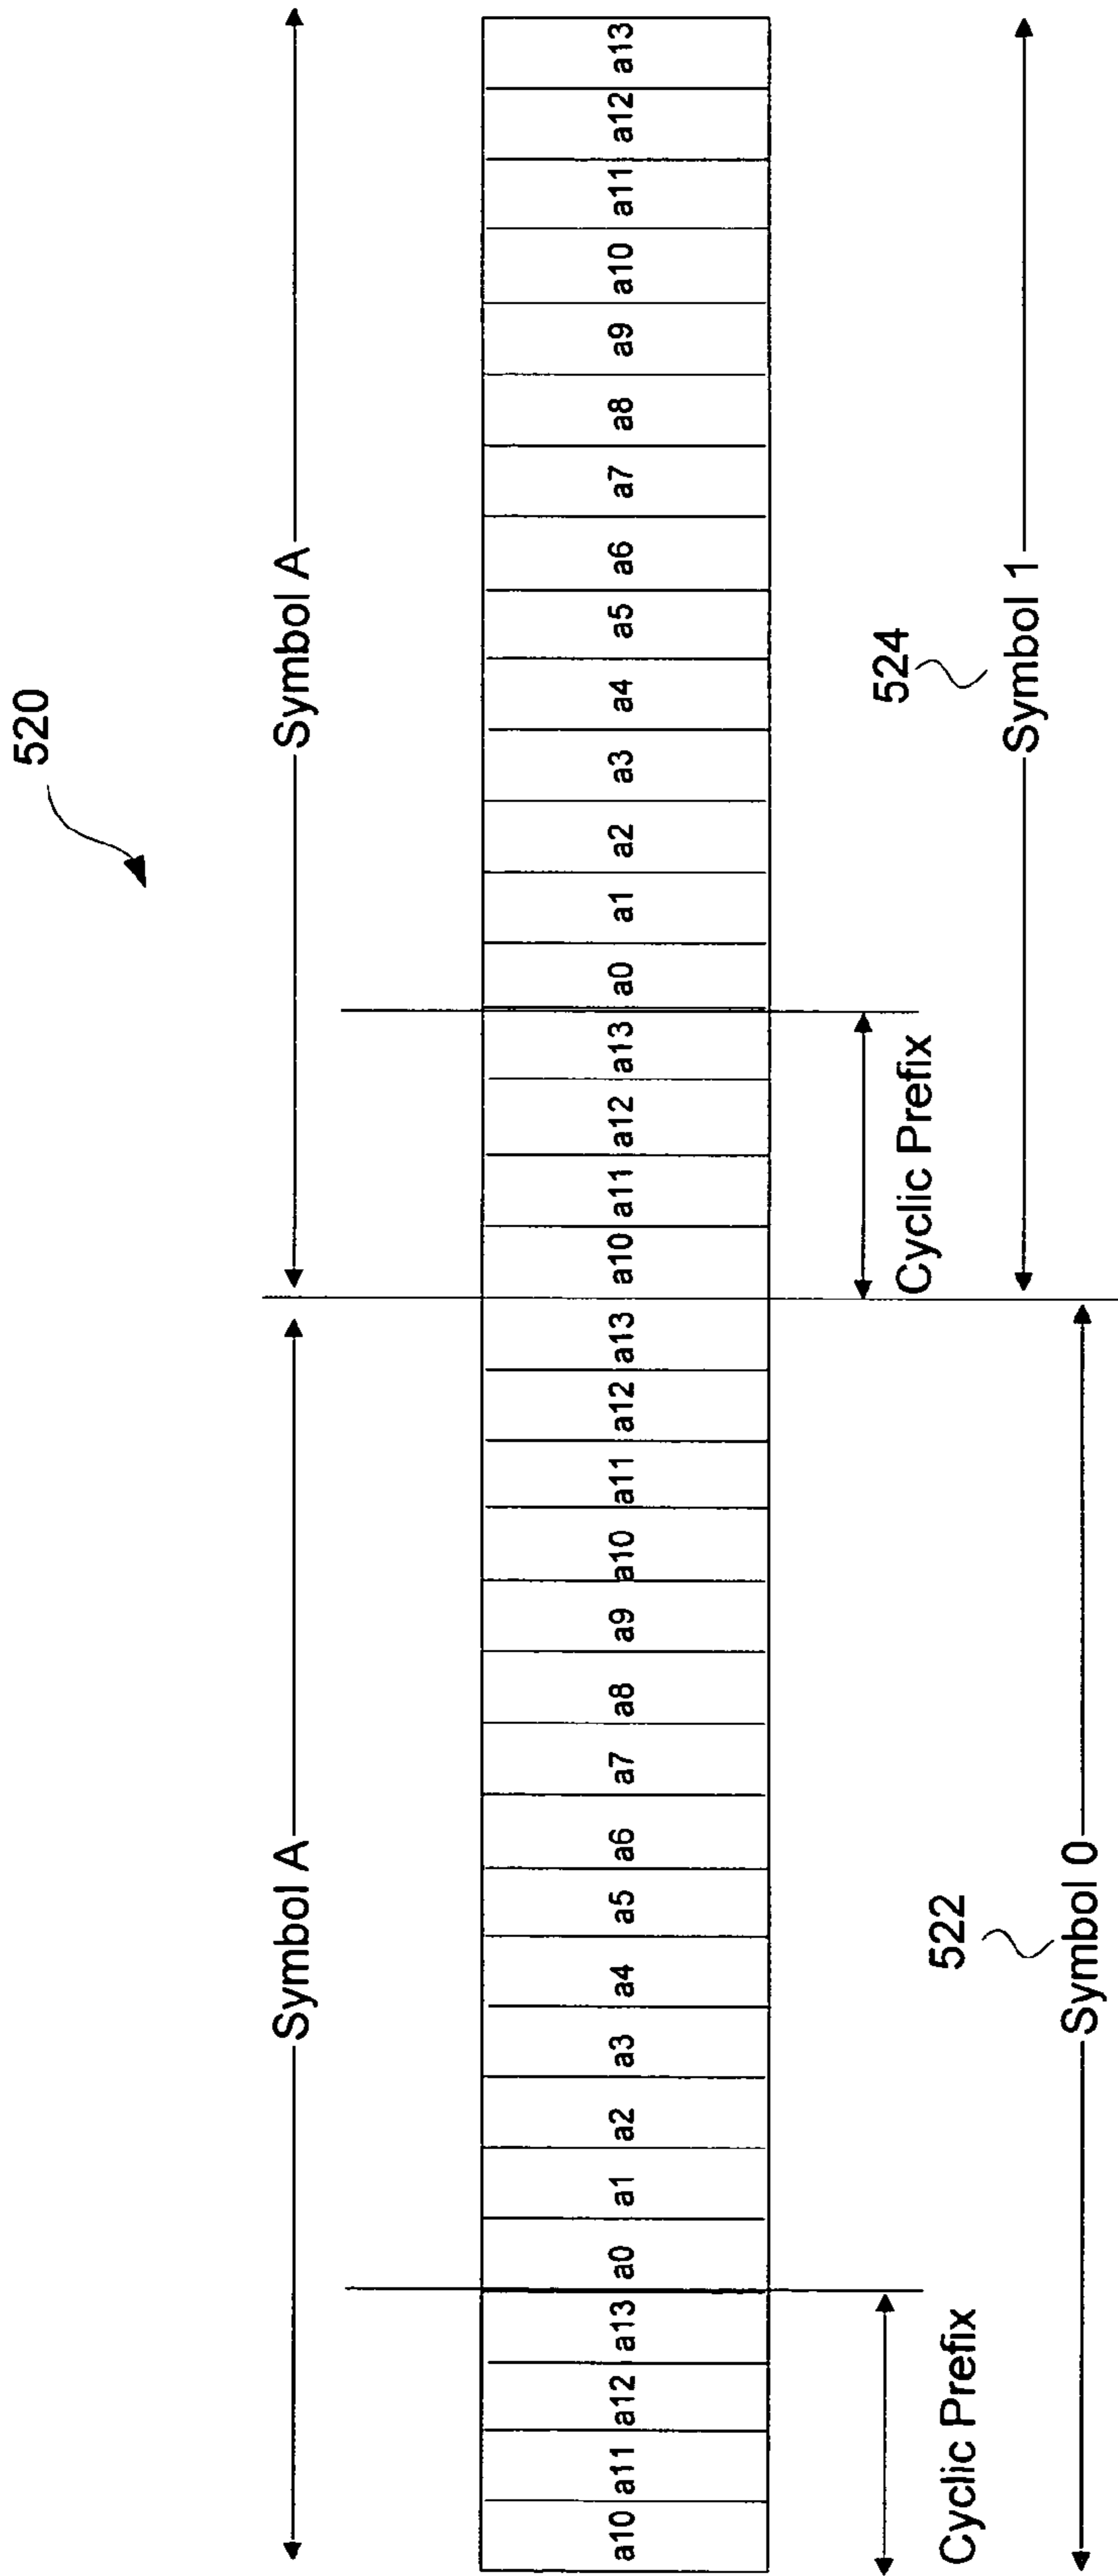 520
Symbol A Symbol A
a10 a11 a12 a13 a0 a1 a2 a3 a4 a5 a6 a7 a8 a9 a10 a11 a12 a13 a10 a11 a12 a13 a0 a1 a2 a3 a4 a5 a6 a7 a8 a9 a10 a11 a12 a13
Cyclic Prefix Cyclic Prefix
522 524
Symbol 0 Symbol 1